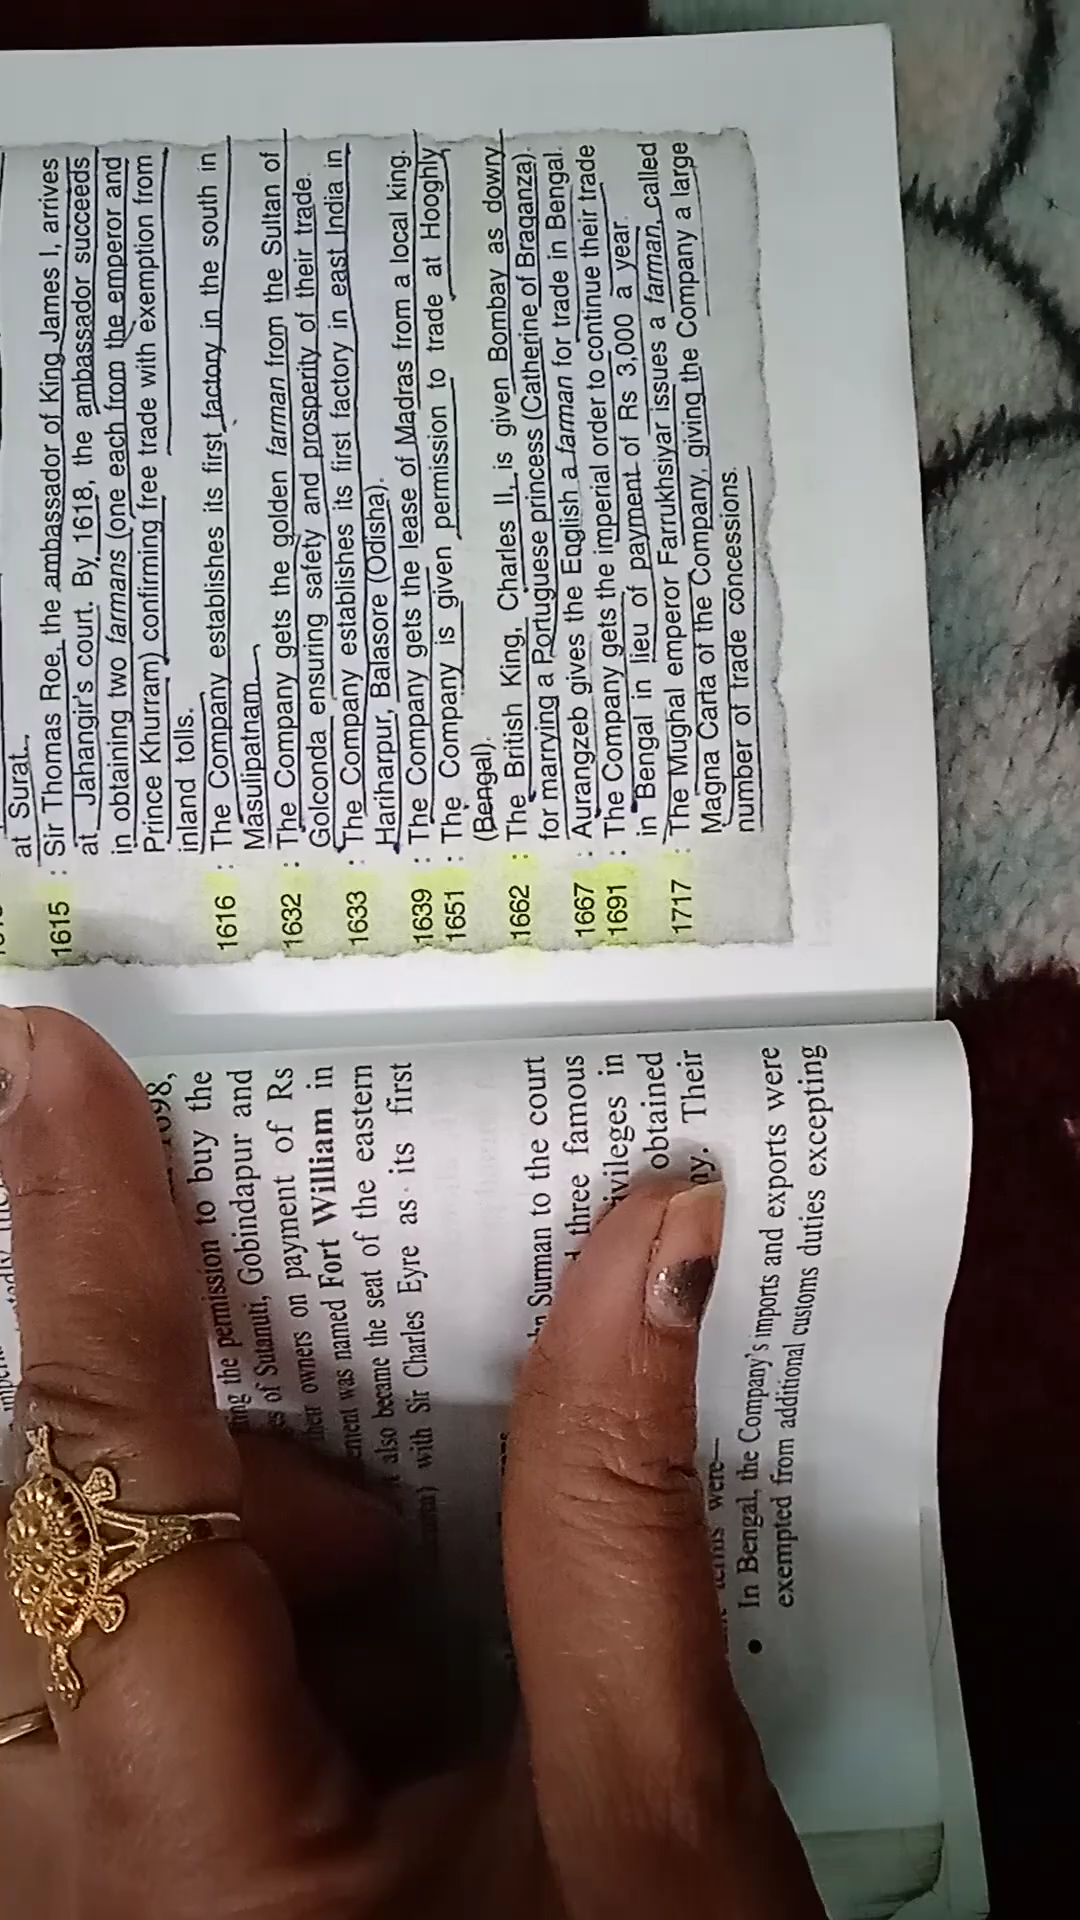 at Surat.
1615 : Sir Thomas Roe, the ambassador of King James I, arrives
at Jahangir's court. By 1618, the ambassador succeeds
in obtaining two farmans (one each from the emperor and
Prince Khurram) confirming free trade with exemption from
inland tolls.
1616 : The Company establishes its first factory in the south in
Masulipatnam.
1632 : The Company gets the golden farman from the Sultan of
Golconda ensuring safety and prosperity of their trade.
1633 : The Company establishes its first factory in east India in
Hariharpur, Balasore (Odisha).
1639 : The Company gets the lease of Madras from a local king.
1651 : The Company is given permission to trade at Hooghly
(Bengal).
1662 : The British King, Charles II, is given Bombay as dowry
for marrying a Portuguese princess (Catherine of Braganza).
1667 : Aurangzeb gives the English a farman for trade in Bengal.
1691 : The Company gets the imperial order to continue their trade
in Bengal in lieu of payment of Rs 3,000 a year.
1717 : The Mughal emperor Farrukhsiyar issues a farman, called
Magna Carta of the Company, giving the Company a large
number of trade concessions.
the permission to buy the
of Sutanuti, Gobindapur and
owners on payment of Rs
was named Fort William in
also became the seat of the eastern
with Sir Charles Eyre as its first
Surman to the court
three famous
in
obtained
Their
were—
• In Bengal, the Company's imports and exports were
exempted from additional customs duties excepting